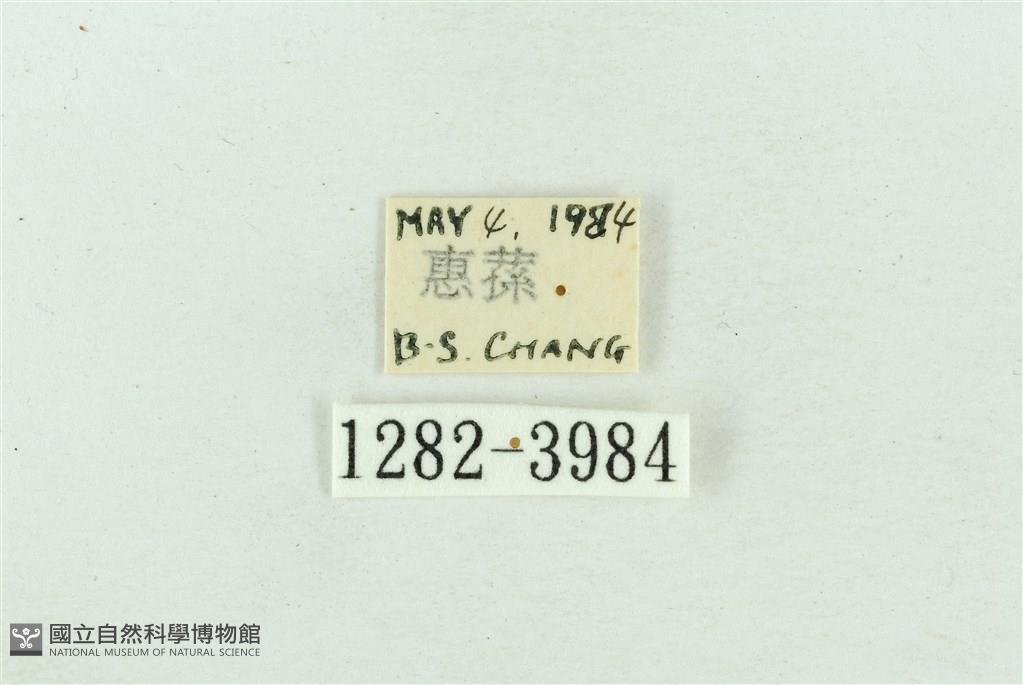 MAY 4, 1984
惠蓀
B-S. CHANG
1282-3984
國立自然科學博物館
NATIONAL MUSEUM OF NATURAL SCIENCE